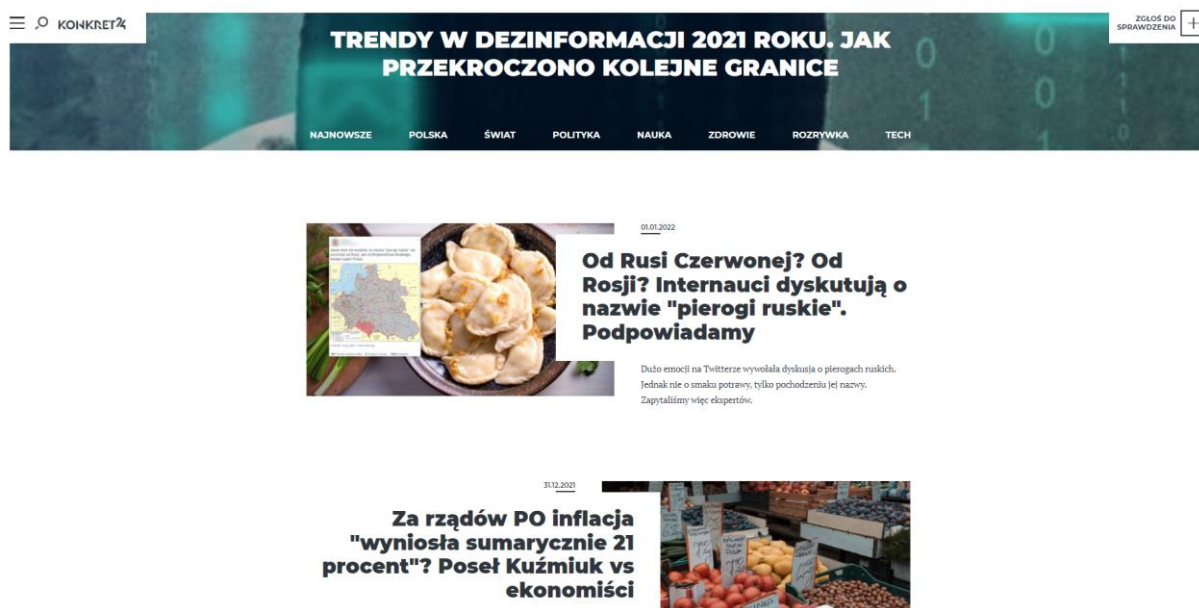 KONKRET24
ZGŁOŚ DO
SPRAWDZENIA
TRENDY W DEZINFORMACJI 2021 ROKU. JAK
PRZEKROCZONO KOLEJNE GRANICE
NAJNOWSZE POLSKA ŚWIAT POLITYKA NAUKA ZDROWIE ROZRYWKA TECH
01.01.2022
Od Rusi Czerwonej? Od
Rosji? Internauci dyskutują o
nazwie "pierogi ruskie".
Podpowiadamy
Dużo emocji na Twitterze wywołała dyskusja o pierogach ruskich.
Jednak nie o smaku potrawy, tylko pochodzeniu jej nazwy.
Zapytaliśmy więc ekspertów.
31.12.2021
Za rządów PO inflacja
"wyniosła sumarycznie 21
procent"? Poseł Kuźmiuk vs
ekonomiści